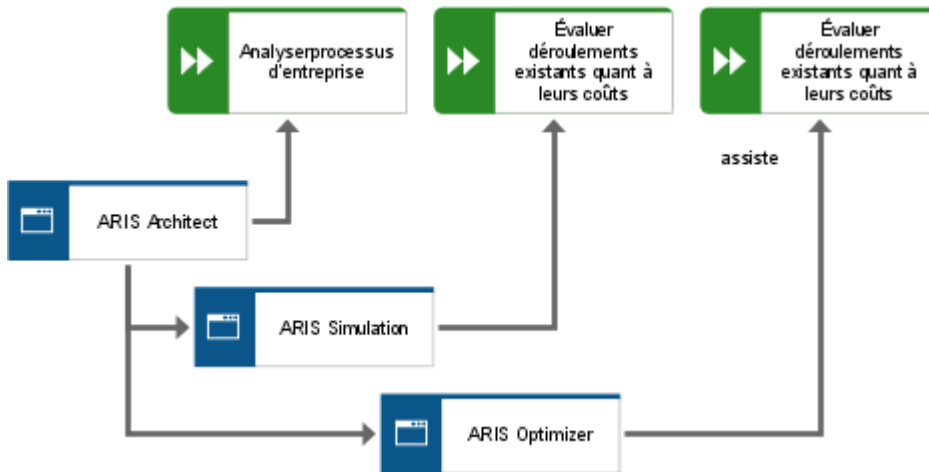 Analyserprocessus
d'entreprise
Évaluer
déroulements
existants quant à
leurs coûts
Évaluer
déroulements
existants quant à
leurs coûts
assiste
ARIS Architect
ARIS Simulation
ARIS Optimizer